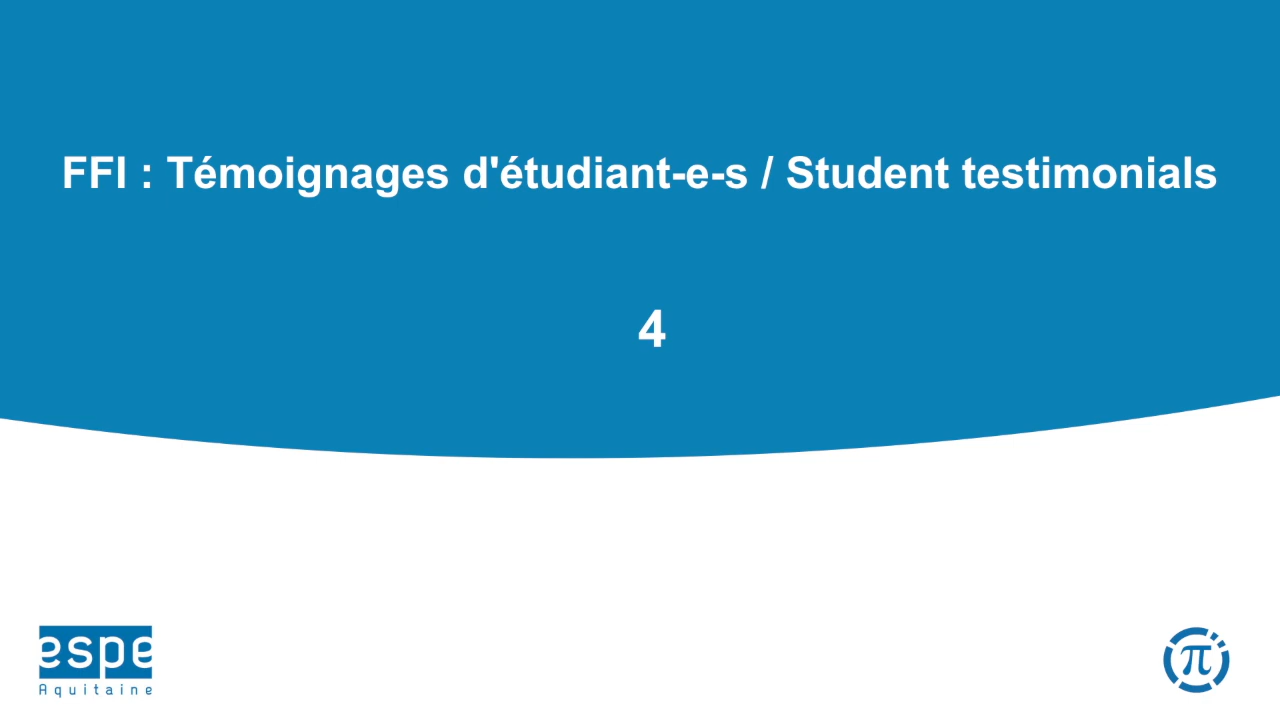 FFI : Témoignages d'étudiant-e-s / Student testimonials
4
espe
Aquitaine
π